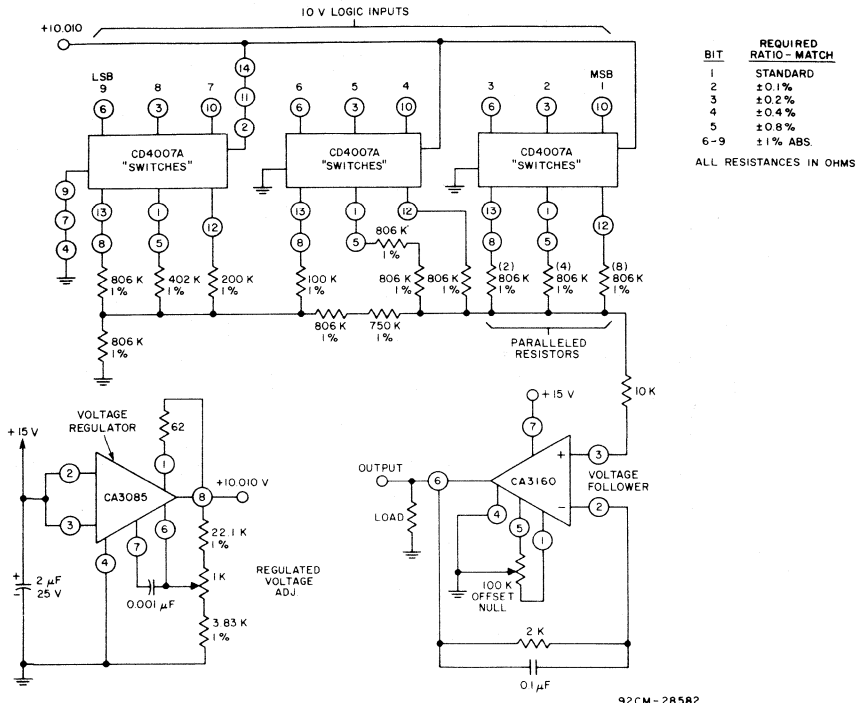 10 V LOGIC INPUTS
+10.010
LSB
9 8 7 6 5 4 3 2 MSB
1
14
11
2
6 3 10
6 3 10
6 3 10
CD4007A
"SWITCHES"
CD4007A
"SWITCHES"
CD4007A
"SWITCHES"
9
7
4
13 1 12
8 5
13 1 12
8 5
13 1 12
8 5
806 K
1%
402 K
1%
200 K
1%
100 K
1%
806 K
1%
806 K
1%
806 K
1%
(2)
806 K
1%
(4)
806 K
1%
(8)
806 K
1%
806 K
1%
750 K
1%
806 K
1%
PARALLELED
RESISTORS
BIT REQUIRED
RATIO-MATCH
1 STANDARD
2 ±0.1%
3 ±0.2%
4 ±0.4%
5 ±0.8%
6-9 ±1% ABS.
ALL RESISTANCES IN OHMS
VOLTAGE
REGULATOR
+15 V
62
1
2
3
CA3085
8
+10.010 V
4
7
6
22.1 K
1%
1K
3.83 K
1%
0.001 μF
2 μF
25 V
+
-
REGULATED
VOLTAGE
ADJ.
10 K
+15 V
7
3
+
CA3160
-
2
VOLTAGE
FOLLOWER
OUTPUT
6
LOAD
4
5
1
100 K
OFFSET
NULL
2 K
0.1 μF
92CM-28582